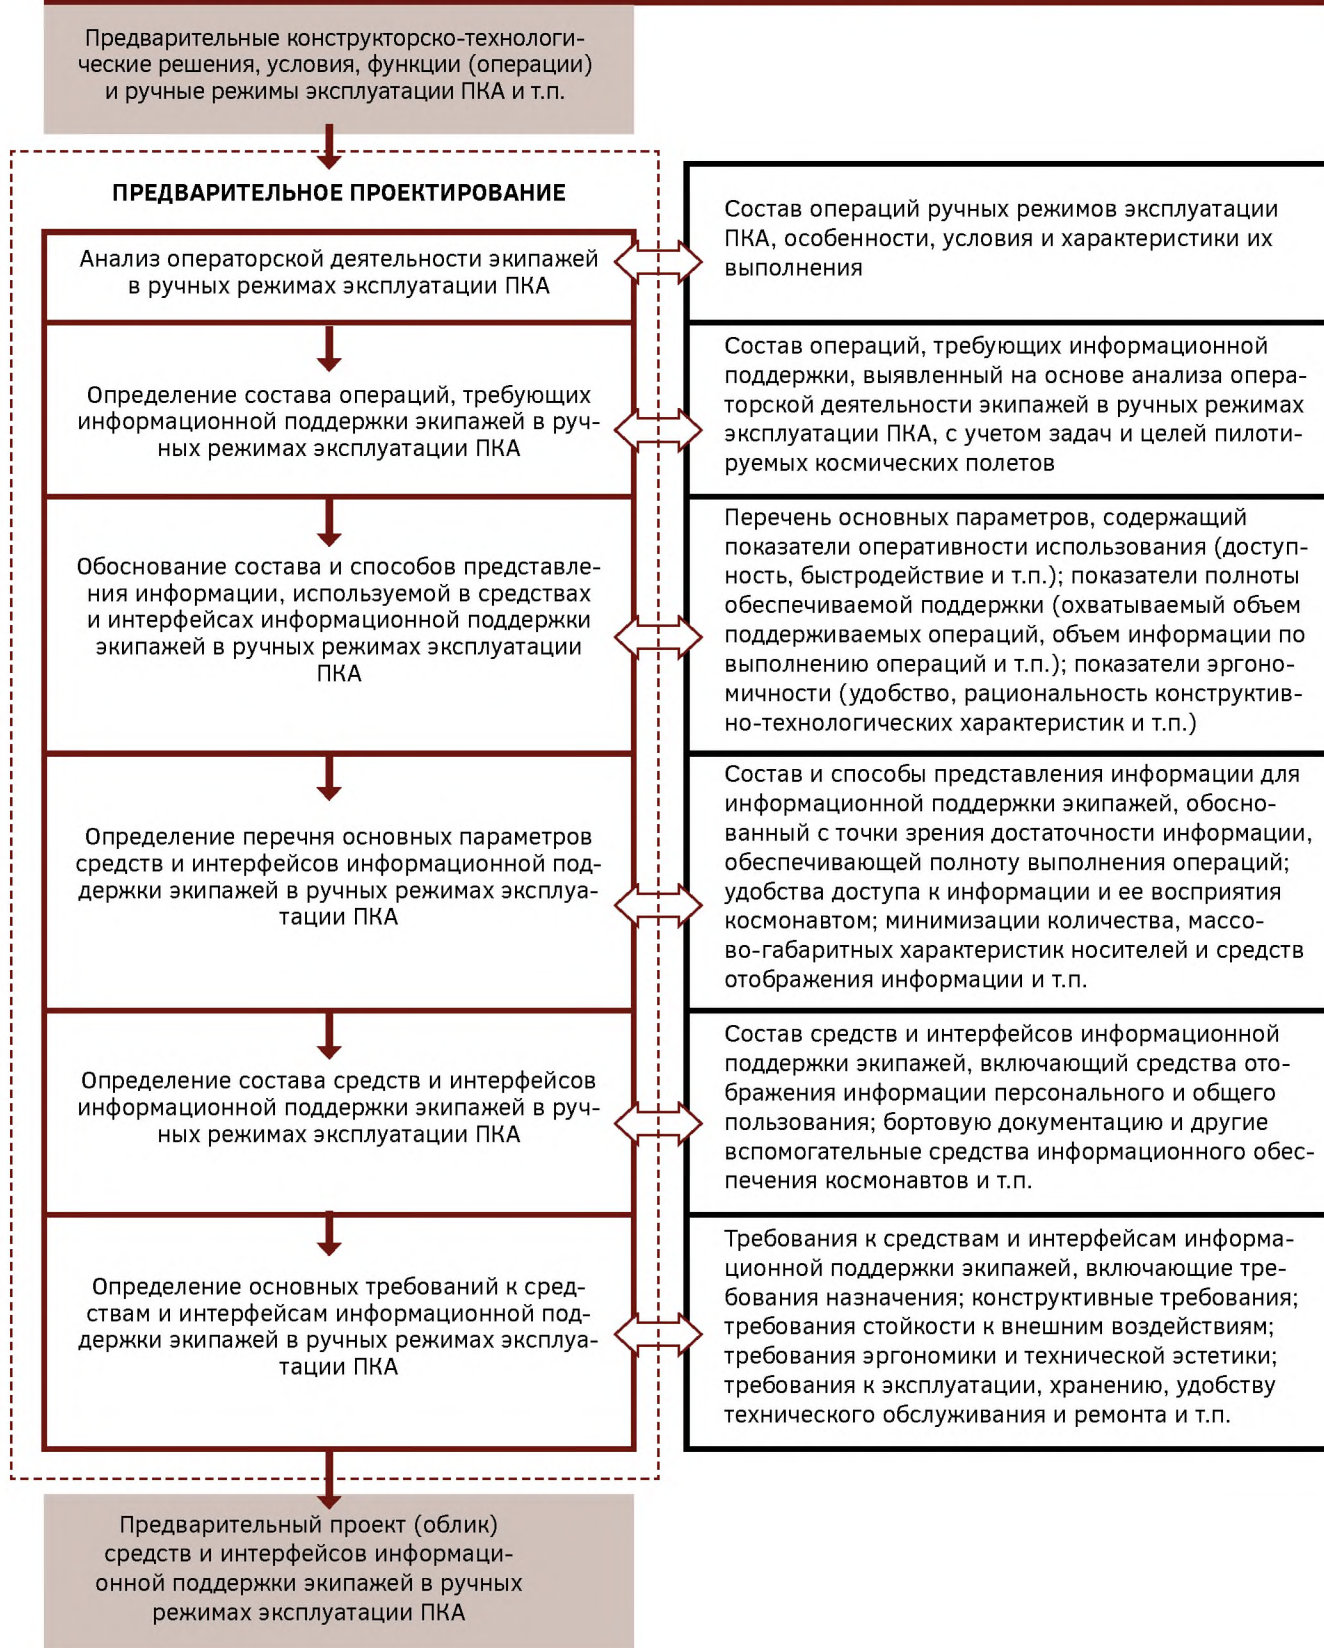 Предварительные конструкторско-технологи-
ческие решения, условия, функции (операции)
и ручные режимы эксплуатации ПКА и т.п.
ПРЕДВАРИТЕЛЬНОЕ ПРОЕКТИРОВАНИЕ
Анализ операторской деятельности экипажей
в ручных режимах эксплуатации ПКА
Состав операций ручных режимов эксплуатации
ПКА, особенности, условия и характеристики их
выполнения
Определение состава операций, требующих
информационной поддержки экипажей в руч-
ных режимах эксплуатации ПКА
Состав операций, требующих информационной
поддержки, выявленный на основе анализа опера-
торской деятельности экипажей в ручных режимах
эксплуатации ПКА, с учетом задач и целей пилоти-
руемых космических полетов
Обоснование состава и способов представле-
ния информации, используемой в средствах
и интерфейсах информационной поддержки
экипажей в ручных режимах эксплуатации
ПКА
Перечень основных параметров, содержащий
показатели оперативности использования (доступ-
ность, быстродействие и т.п.); показатели полноты
обеспечиваемой поддержки (охватываемый объем
поддерживаемых операций, объем информации по
выполнению операций и т.п.); показатели эргоно-
мичности (удобство, рациональность конструктив-
но-технологических характеристик и т.п.)
Определение перечня основных параметров
средств и интерфейсов информационной под-
держки экипажей в ручных режимах эксплуа-
тации ПКА
Состав и способы представления информации для
информационной поддержки экипажей, обосно-
ванный с точки зрения достаточности информации,
обеспечивающей полноту выполнения операций;
удобства доступа к информации и ее восприятия
космонавтом; минимизации количества, массо-
во-габаритных характеристик носителей и средств
отображения информации и т.п.
Определение состава средств и интерфейсов
информационной поддержки экипажей в руч-
ных режимах эксплуатации ПКА
Состав средств и интерфейсов информационной
поддержки экипажей, включающий средства ото-
бражения информации персонального и общего
пользования; бортовую документацию и другие
вспомогательные средства информационного обес-
печения космонавтов и т.п.
Определение основных требований к сред-
ствам и интерфейсам информационной под-
держки экипажей в ручных режимах эксплуа-
тации ПКА
Требования к средствам и интерфейсам информа-
ционной поддержки экипажей, включающие тре-
бования назначения; конструктивные требования;
требования стойкости к внешним воздействиям;
требования эргономики и технической эстетики;
требования к эксплуатации, хранению, удобству
технического обслуживания и ремонта и т.п.
Предварительный проект (облик)
средств и интерфейсов информаци-
онной поддержки экипажей в ручных
режимах эксплуатации ПКА